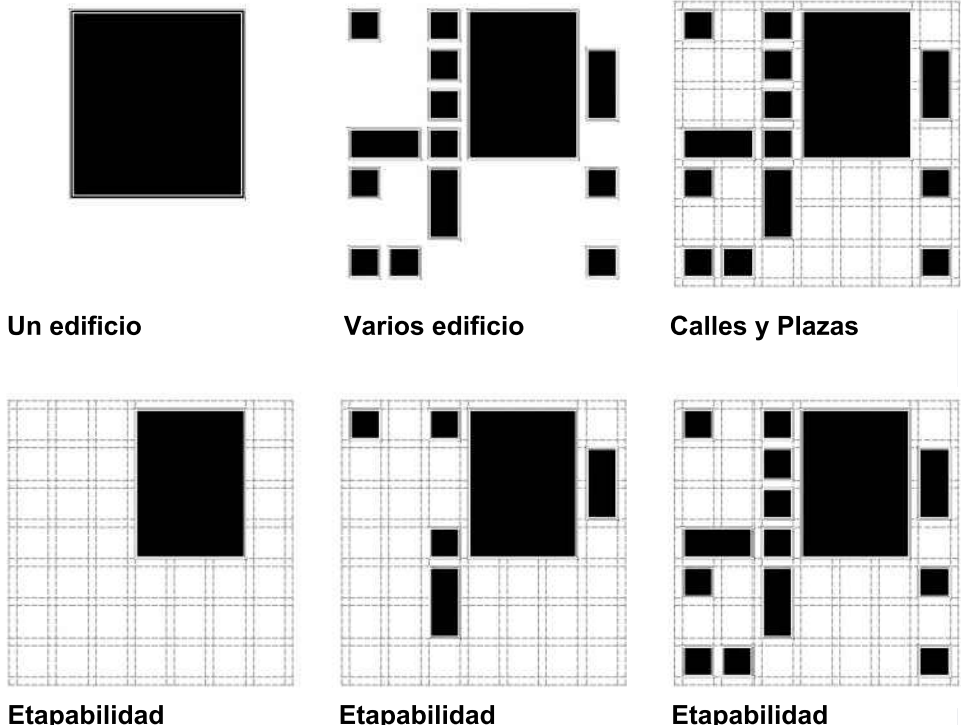 Un edificio
Varios edificio
Calles y Plazas
Etapabilidad
Etapabilidad
Etapabilidad